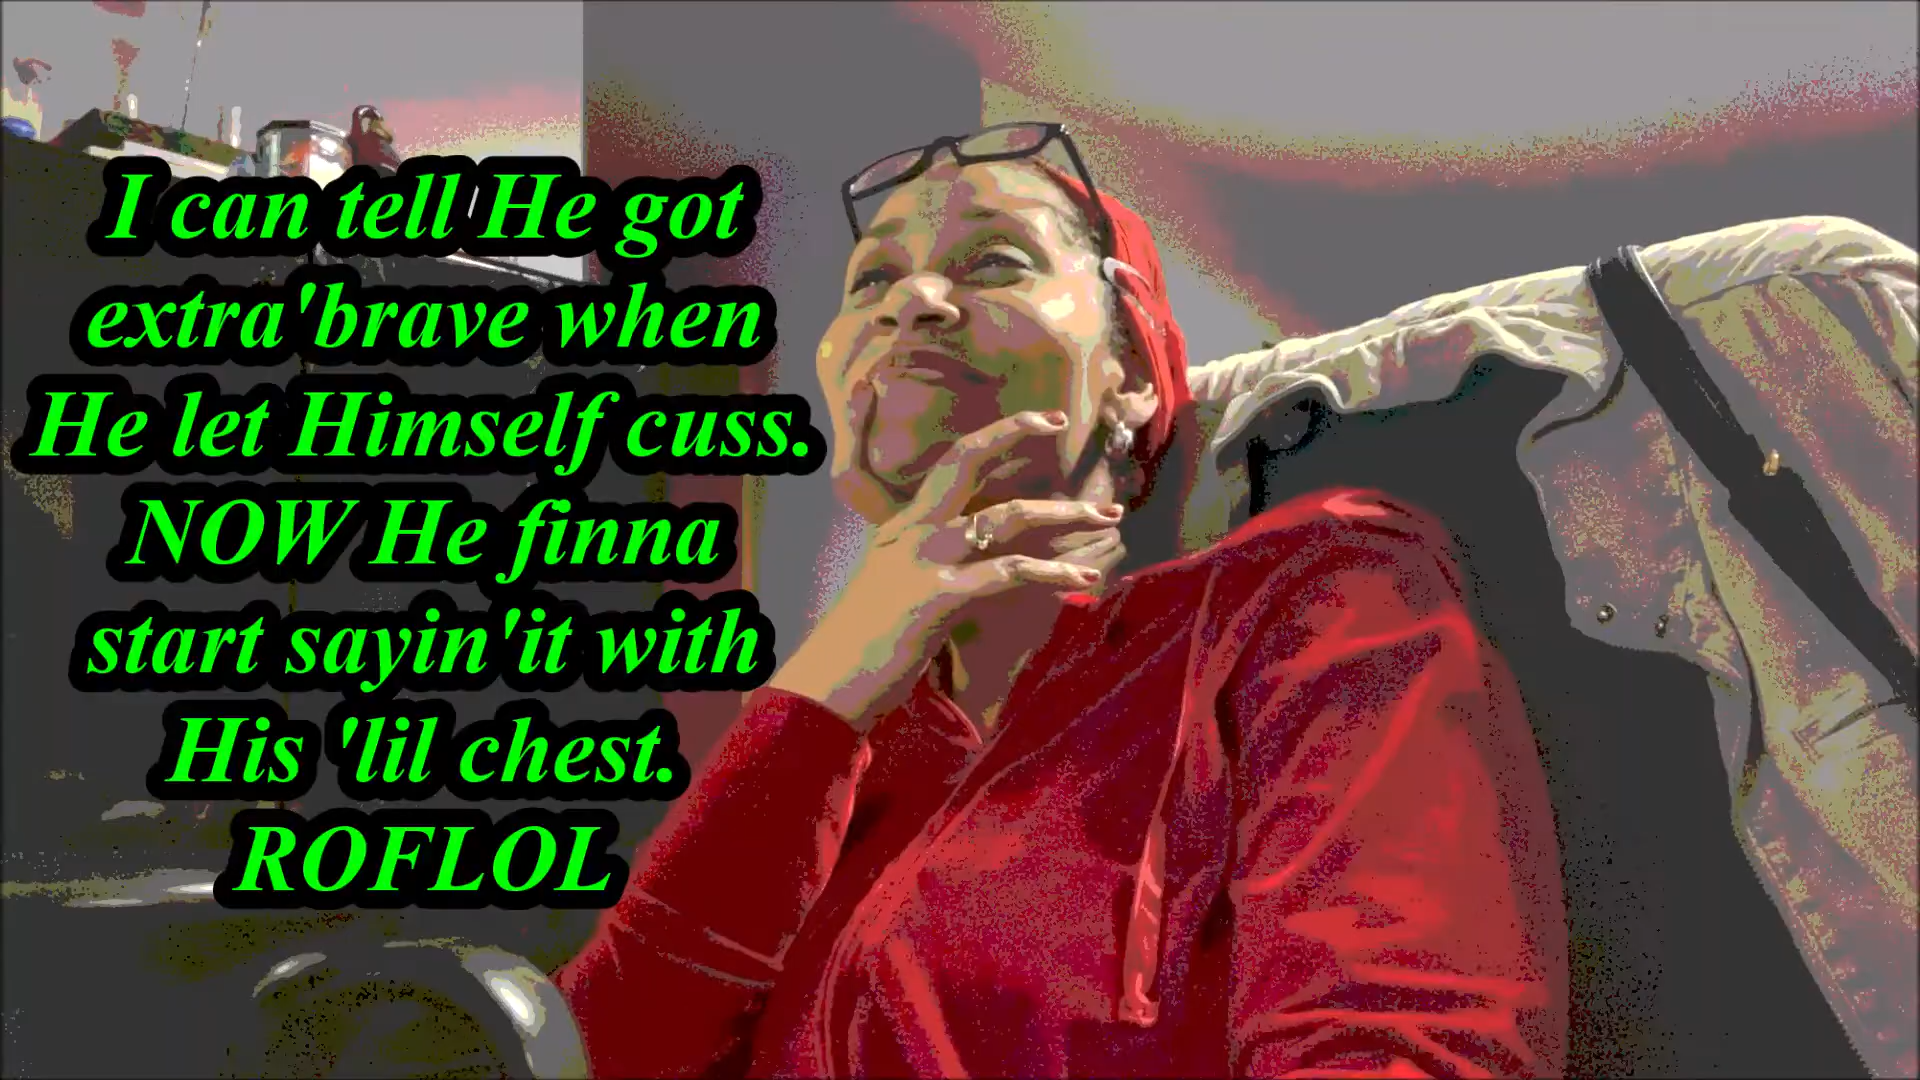 I can tell He got
extra'brave when
He let Himself cuss.
NOW He finna
start sayin'it with
His 'lil chest.
ROFLOL